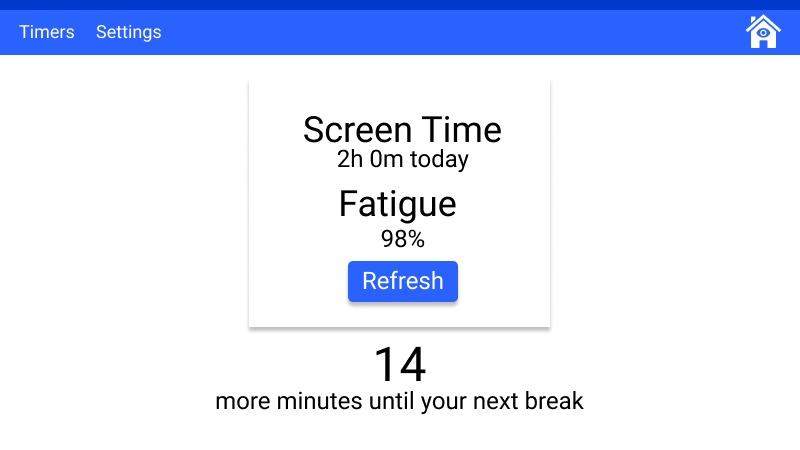 Timers Settings
Screen Time
2h 0m today
Fatigue
98%
Refresh
14
more minutes until your next break